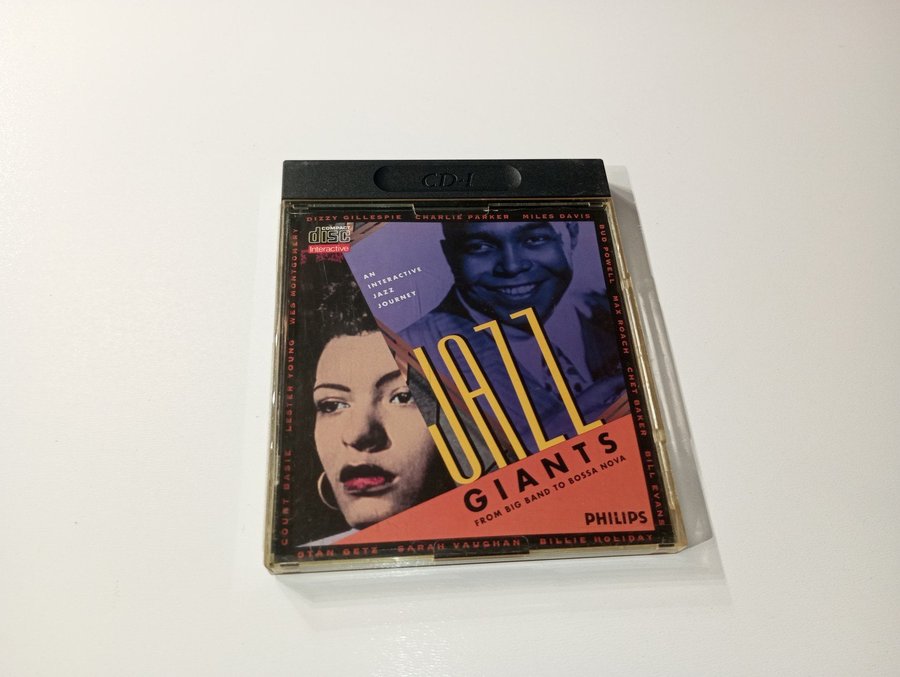 CD-I
DIZZY GILLESPIE CHARLIE PARKER MILES DAVIS
COMPACT
disc
Interactive
AN
INTERACTIVE
JAZZ
JOURNEY
JAZZ
GIANTS
FROM BIG BAND TO BOSSA NOVA
PHILIPS
BUD POWELL MAX ROACH CHET BAKER BILL EVANS
STAN GETZ SARAH VAUGHAN BILLIE HOLIDAY
COUNT BASIE LESTER YOUNG WES MONTGOMERY